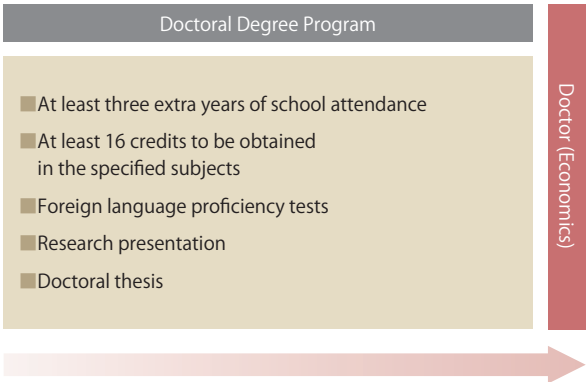 Doctoral Degree Program
■At least three extra years of school attendance
■At least 16 credits to be obtained
in the specified subjects
■Foreign language proficiency tests
■Research presentation
■Doctoral thesis
Doctor (Economics)